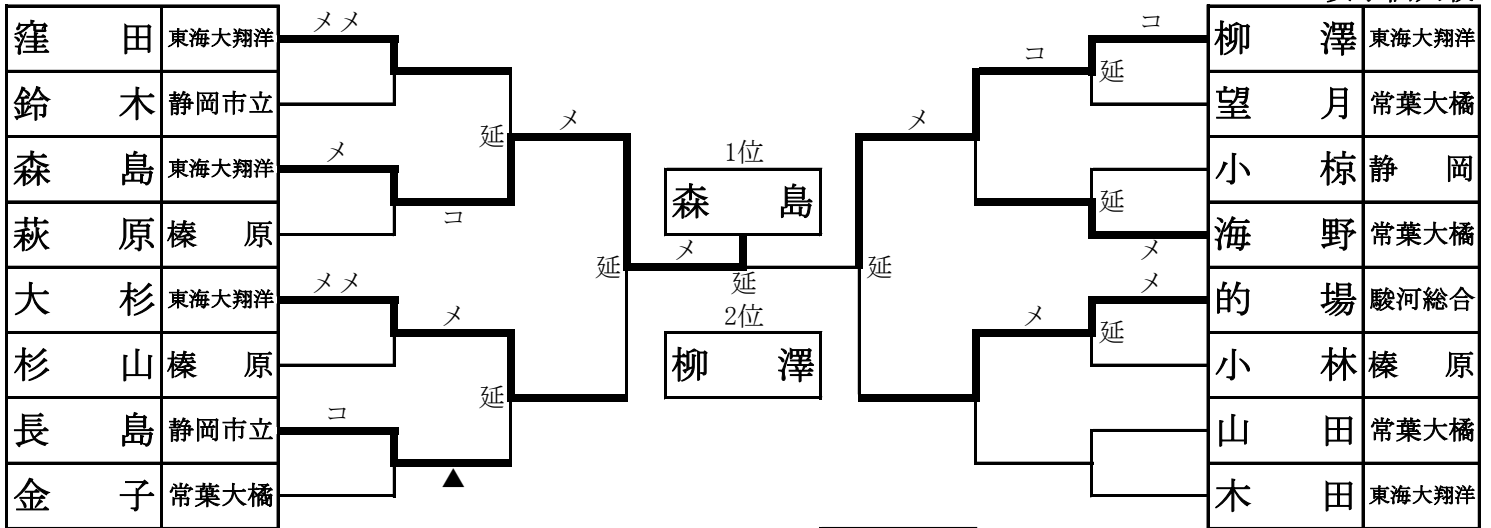 窪 田 東海大翔洋
鈴 木 静岡市立
森 島 東海大翔洋
萩 原 榛 原
大 杉 東海大翔洋
杉 山 榛 原
長 島 静岡市立
金 子 常葉大橘
メメ
メ
メメ
コ
延
コ
メ
延
▲
メ
延
1位
森 島
メ
延
2位
柳 澤
メ
延
コ
メ
コ
延
延
メ
メ
延
柳 澤 東海大翔洋
望 月 常葉大橘
小 椋 静 岡
海 野 常葉大橘
的 場 駿河総合
小 林 榛 原
山 田 常葉大橘
木 田 東海大翔洋